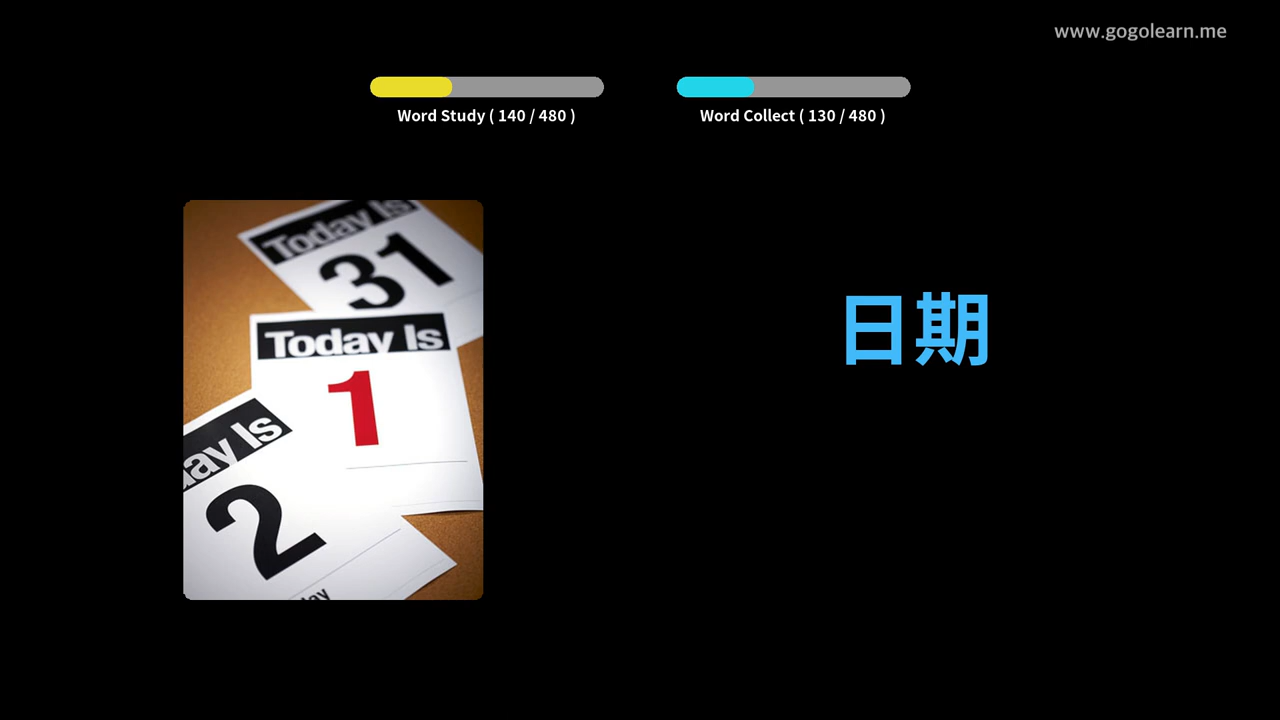 www.gogolearn.me
Word Study ( 140 / 480 )
Word Collect ( 130 / 480 )
Today Is
31
Today Is
1
日期
ay Is
2
ay